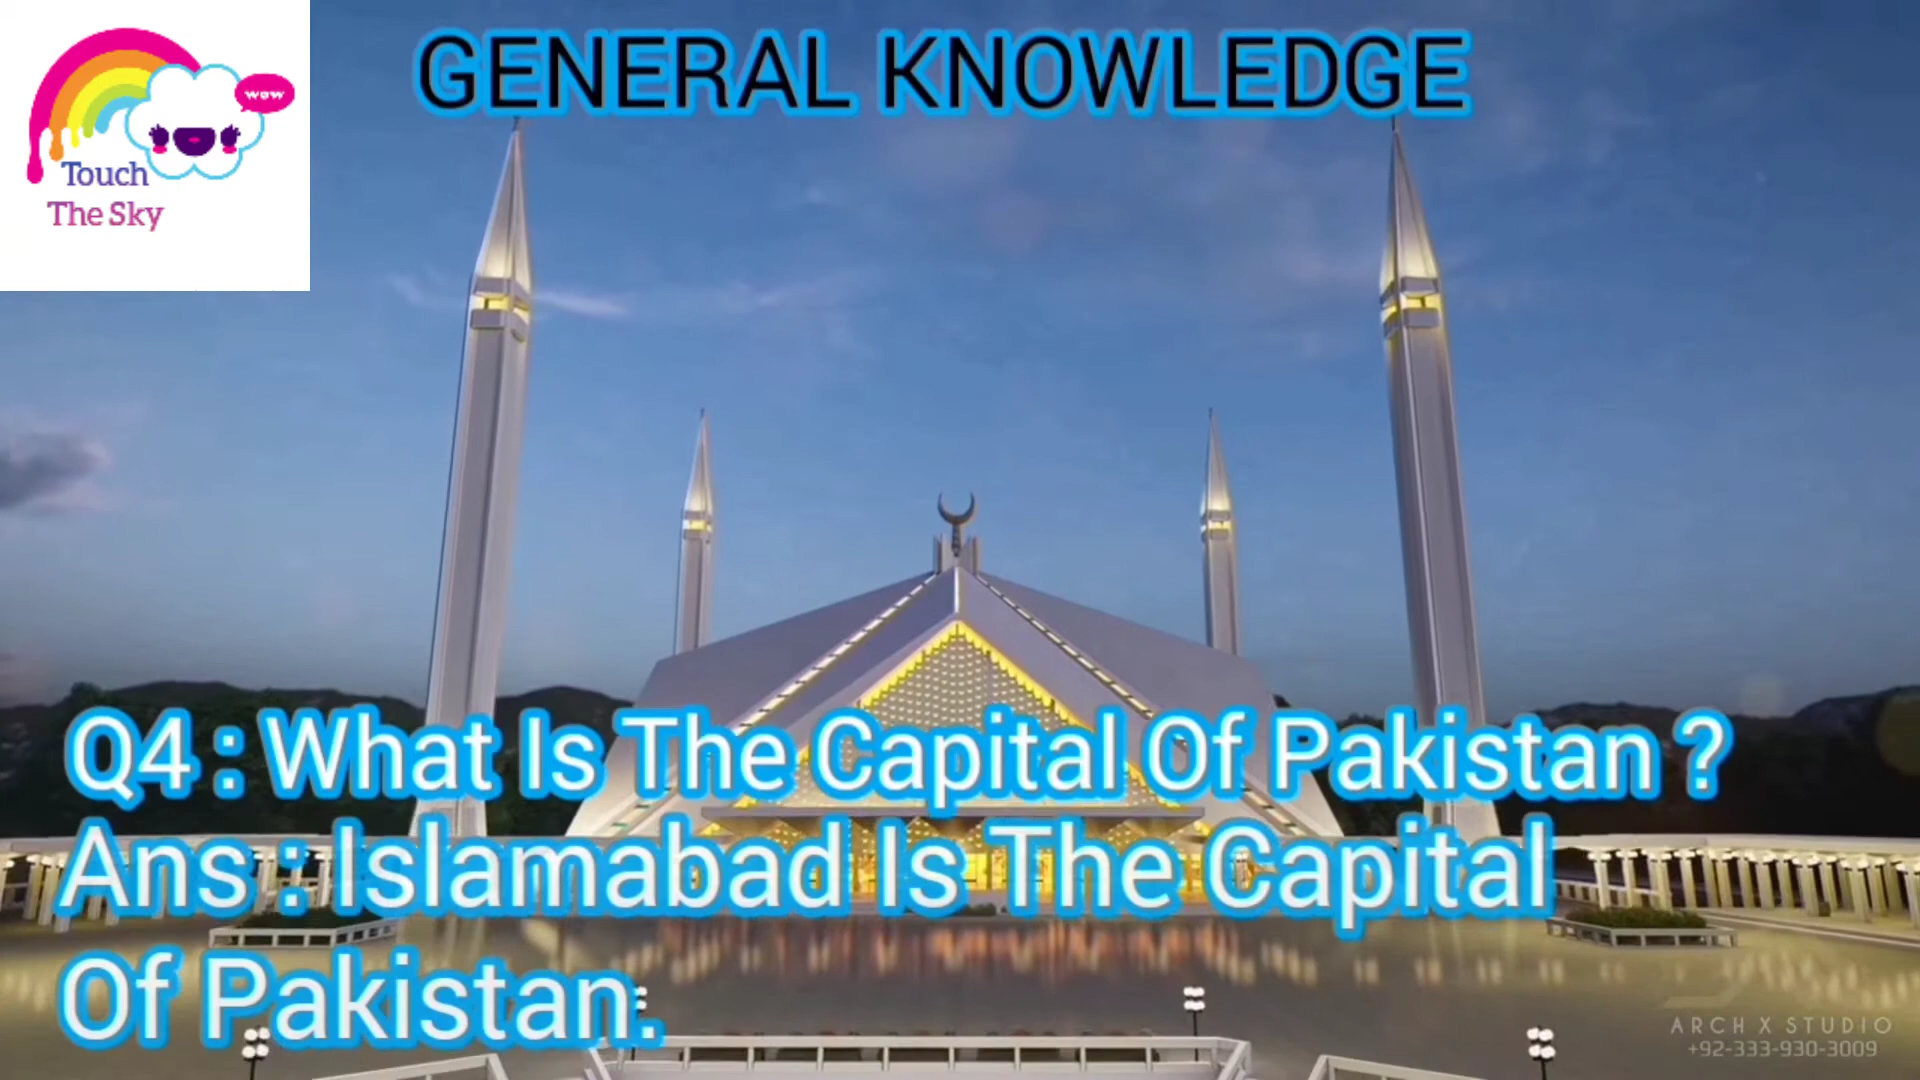 GENERAL KNOWLEDGE
wow
Touch
The Sky
Q4 : What Is The Capital Of Pakistan ?
Ans : Islamabad Is The Capital
Of Pakistan.
ARCH X STUDIO
+92-333-930-3009